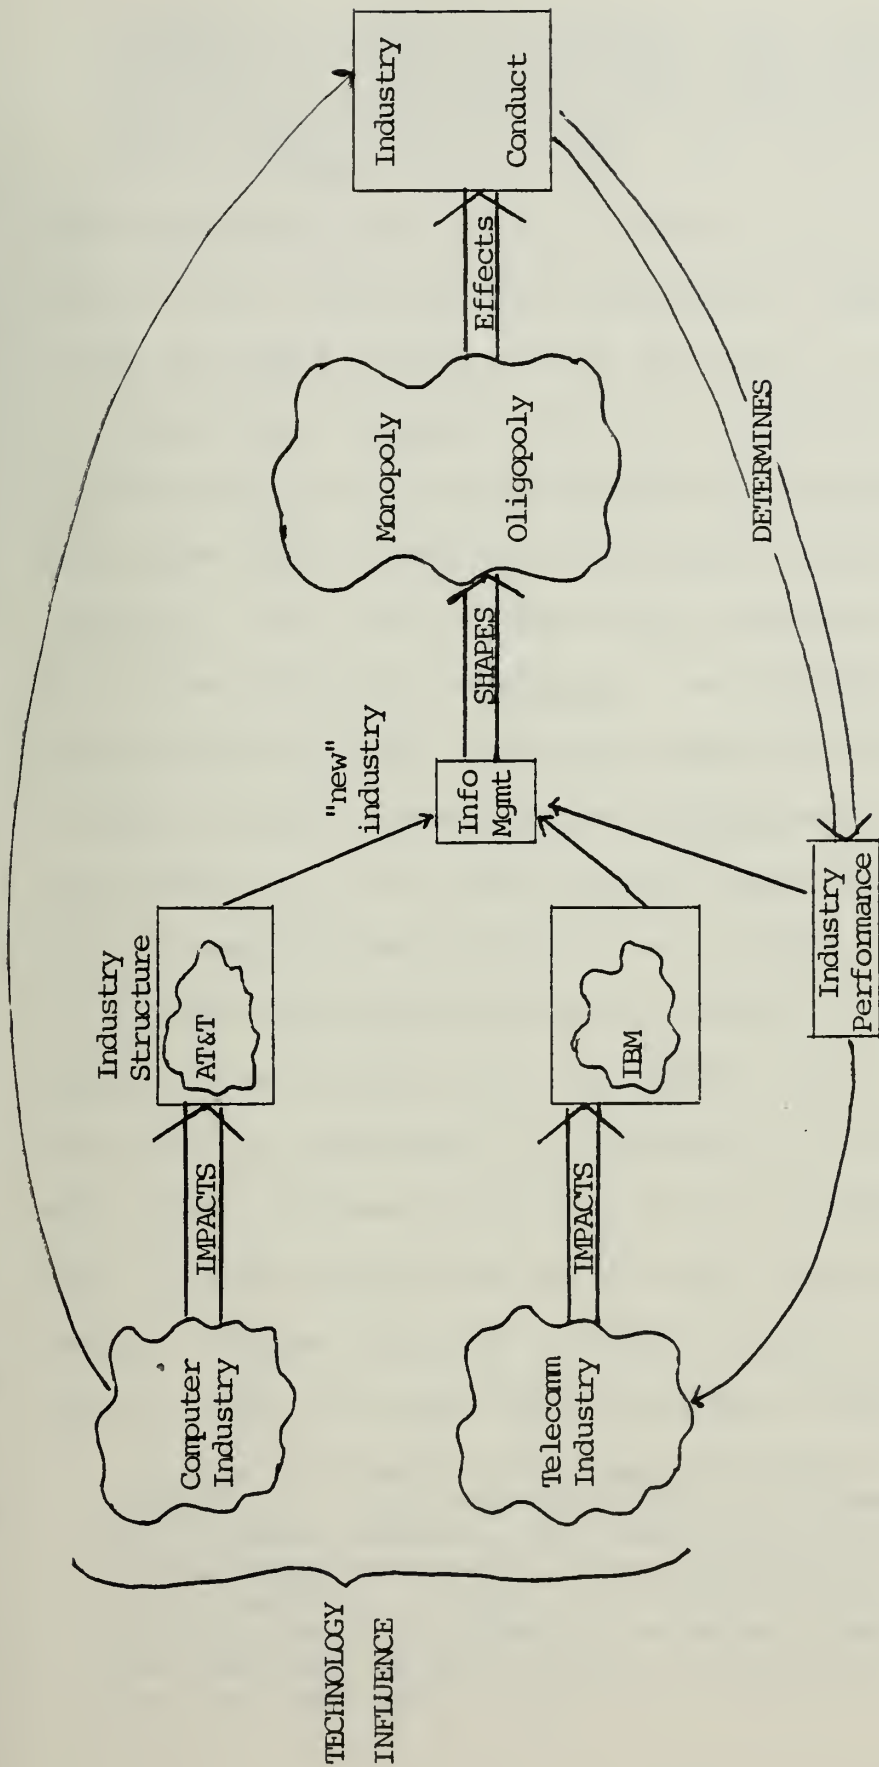 TECHNOLOGY
INFLUENCE
Computer
Industry
IMPACTS
Industry
Structure
AT&T
Telecomm
Industry
IMPACTS
IBM
"new"
industry
Info
Mgmt
SHAPES
Monopoly
Oligopoly
Effects
Industry
Conduct
DETERMINES
Industry
Performance